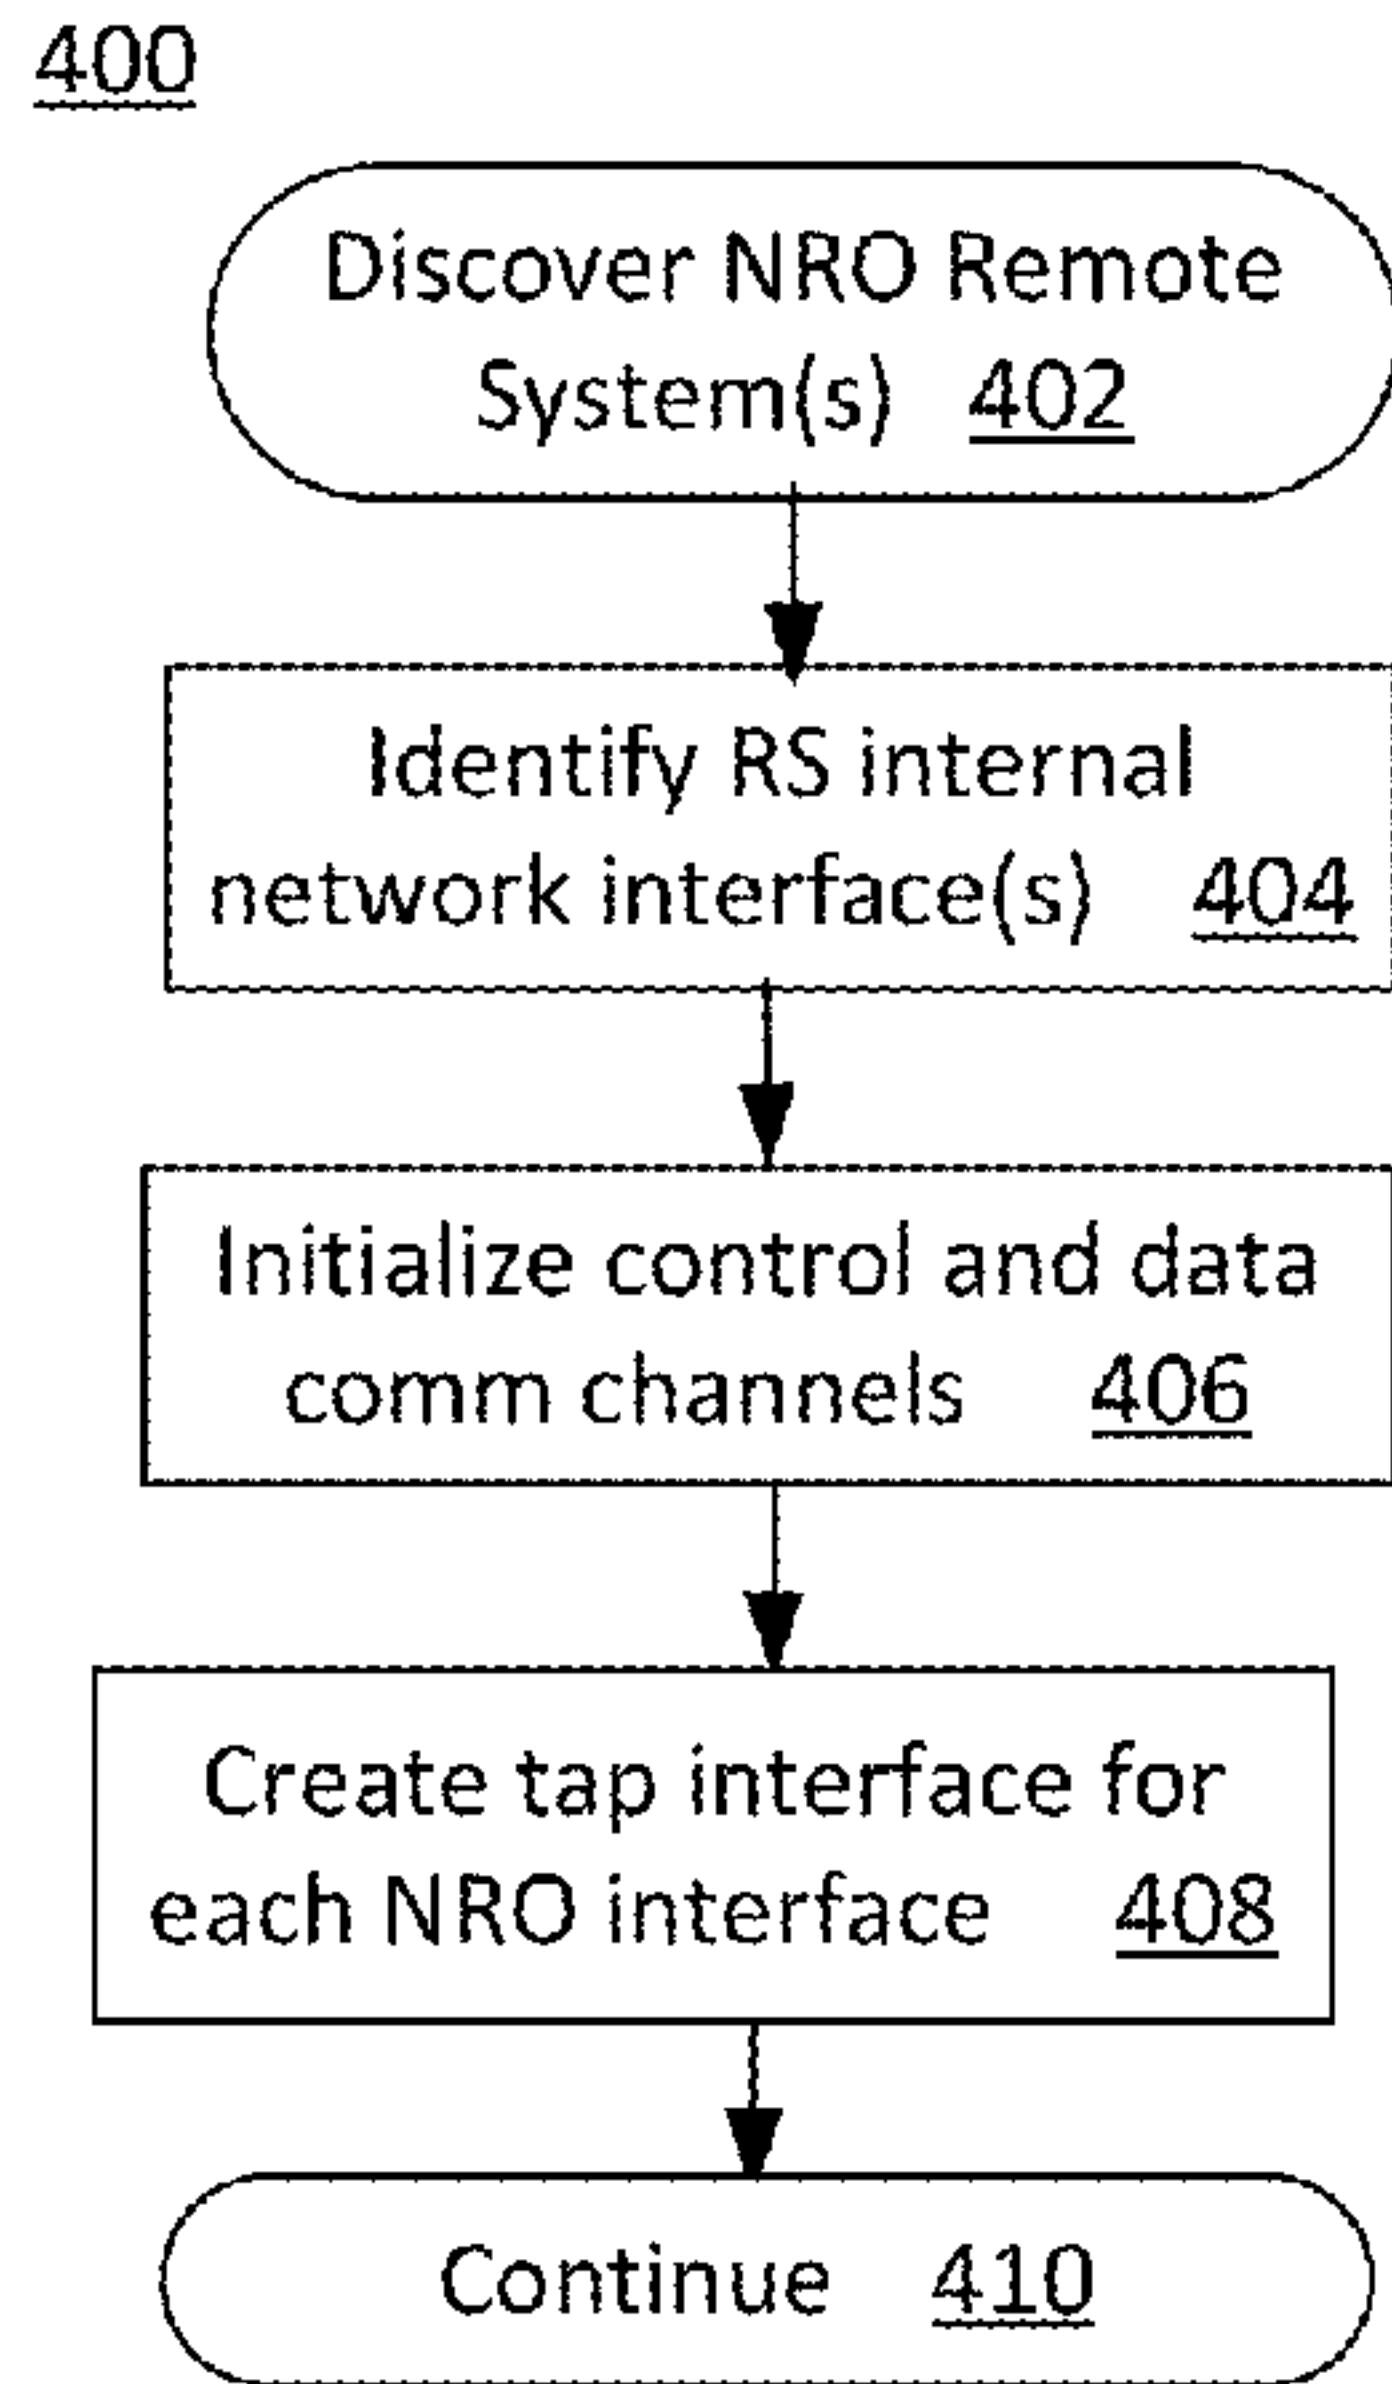 400
Discover NRO Remote
System(s) 402
Identify RS internal
network interface(s) 404
Initialize control and data
comm channels 406
Create tap interface for
each NRO interface 408
Continue 410